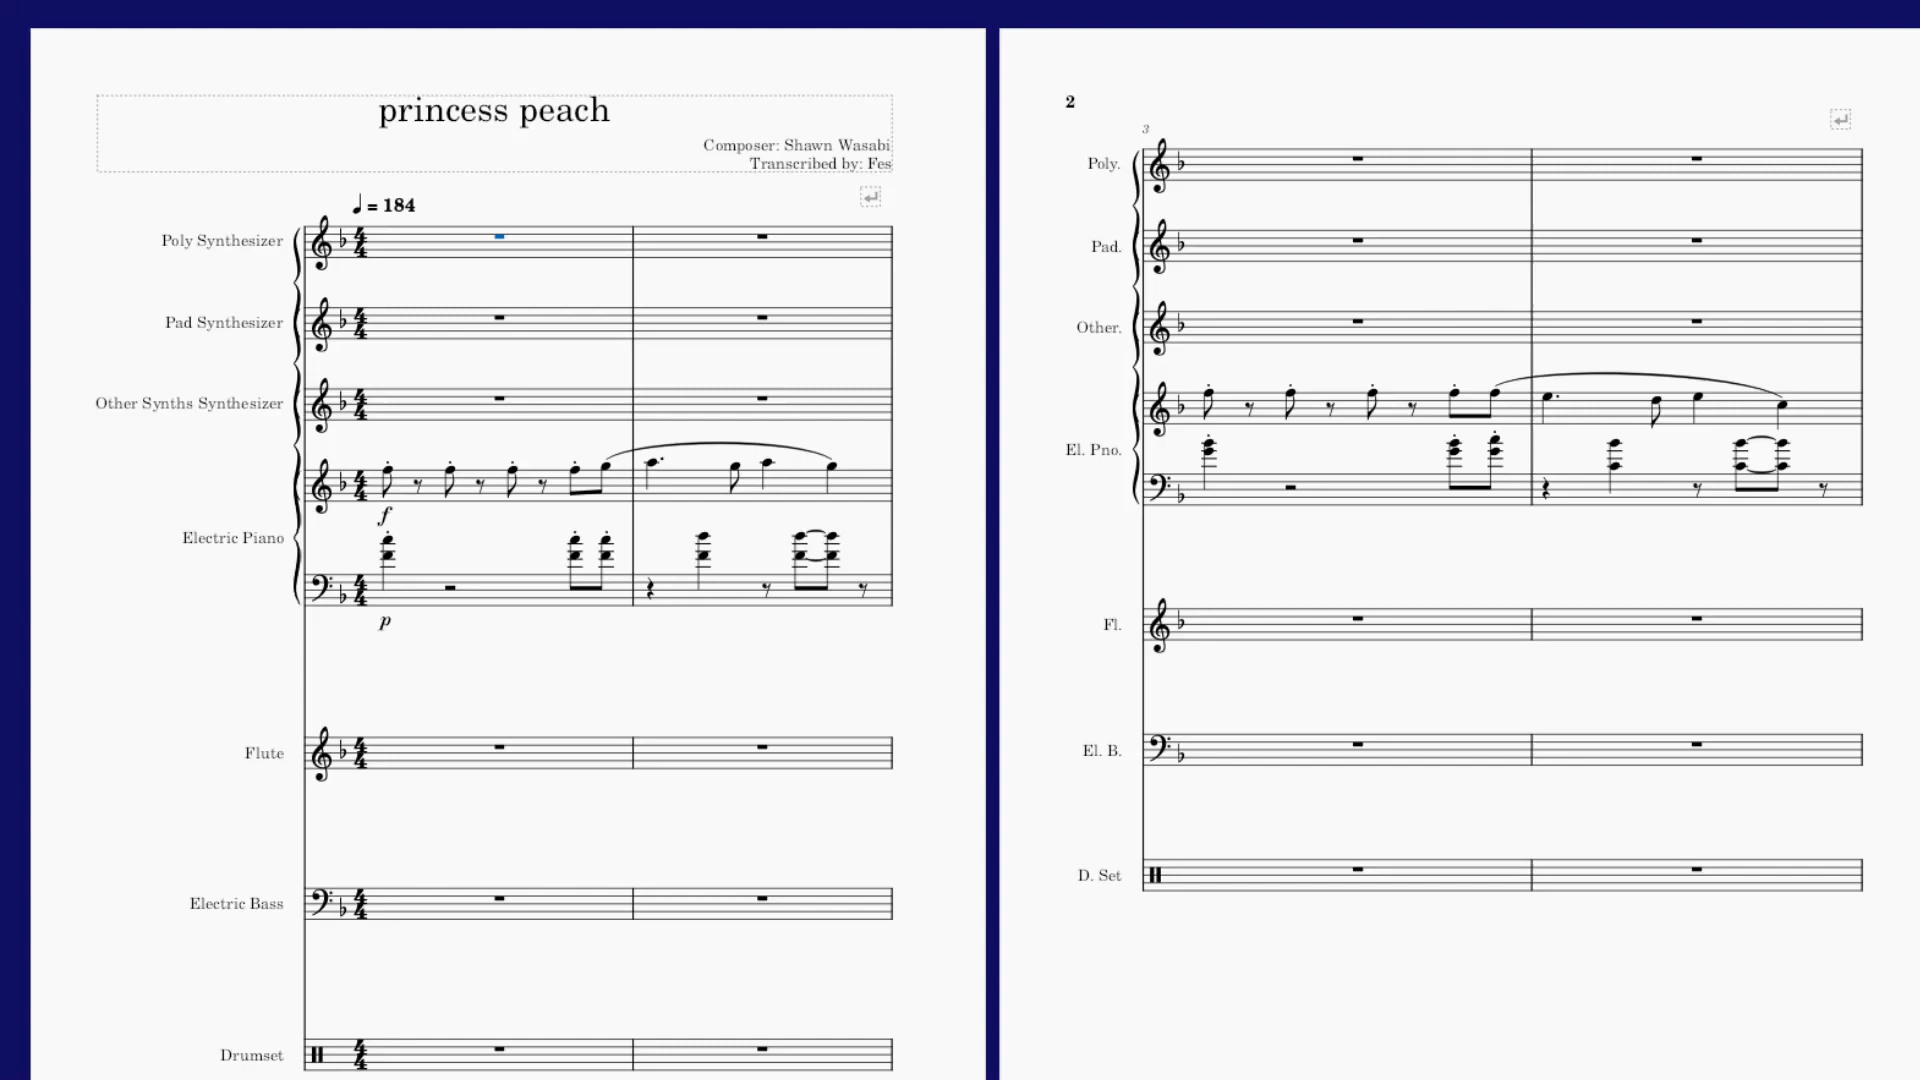 princess peach
Composer: Shawn Wasabi
Transcribed by: Fes
= 184
Poly Synthesizer
Pad Synthesizer
Other Synths Synthesizer
f
Electric Piano
p
Flute
Electric Bass
Drumset
2
3
Poly.
Pad.
Other.
El. Pno.
Fl.
El. B.
D. Set